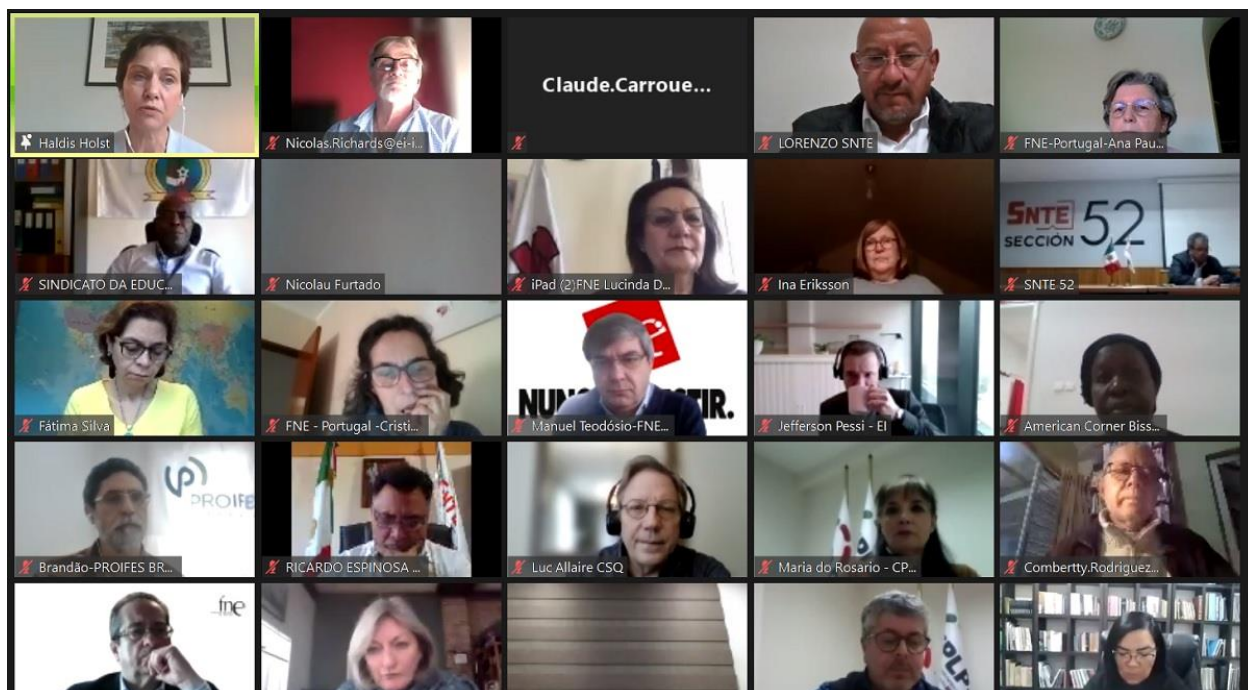 Haldis Holst
Nicolas.Richards@ei-i...
Claude.Carroue...
LORENZO SNTE
FNE-Portugal-Ana Pau...
SINDICATO DA EDUC...
Nicolau Furtado
iPad (2)FNE Lucinda D...
Ina Eriksson
SNTE
SECCIÓN 52
SNTE 52
Fátima Silva
FNE - Portugal -Cristi...
Manuel Teodósio-FNE...
Jefferson Pessi - EI
American Corner Biss...
PROIFE
Brandão-PROIFES BR...
RICARDO ESPINOSA ...
Luc Allaire CSQ
Maria do Rosario - CP...
Combertty.Rodriguez...
fne